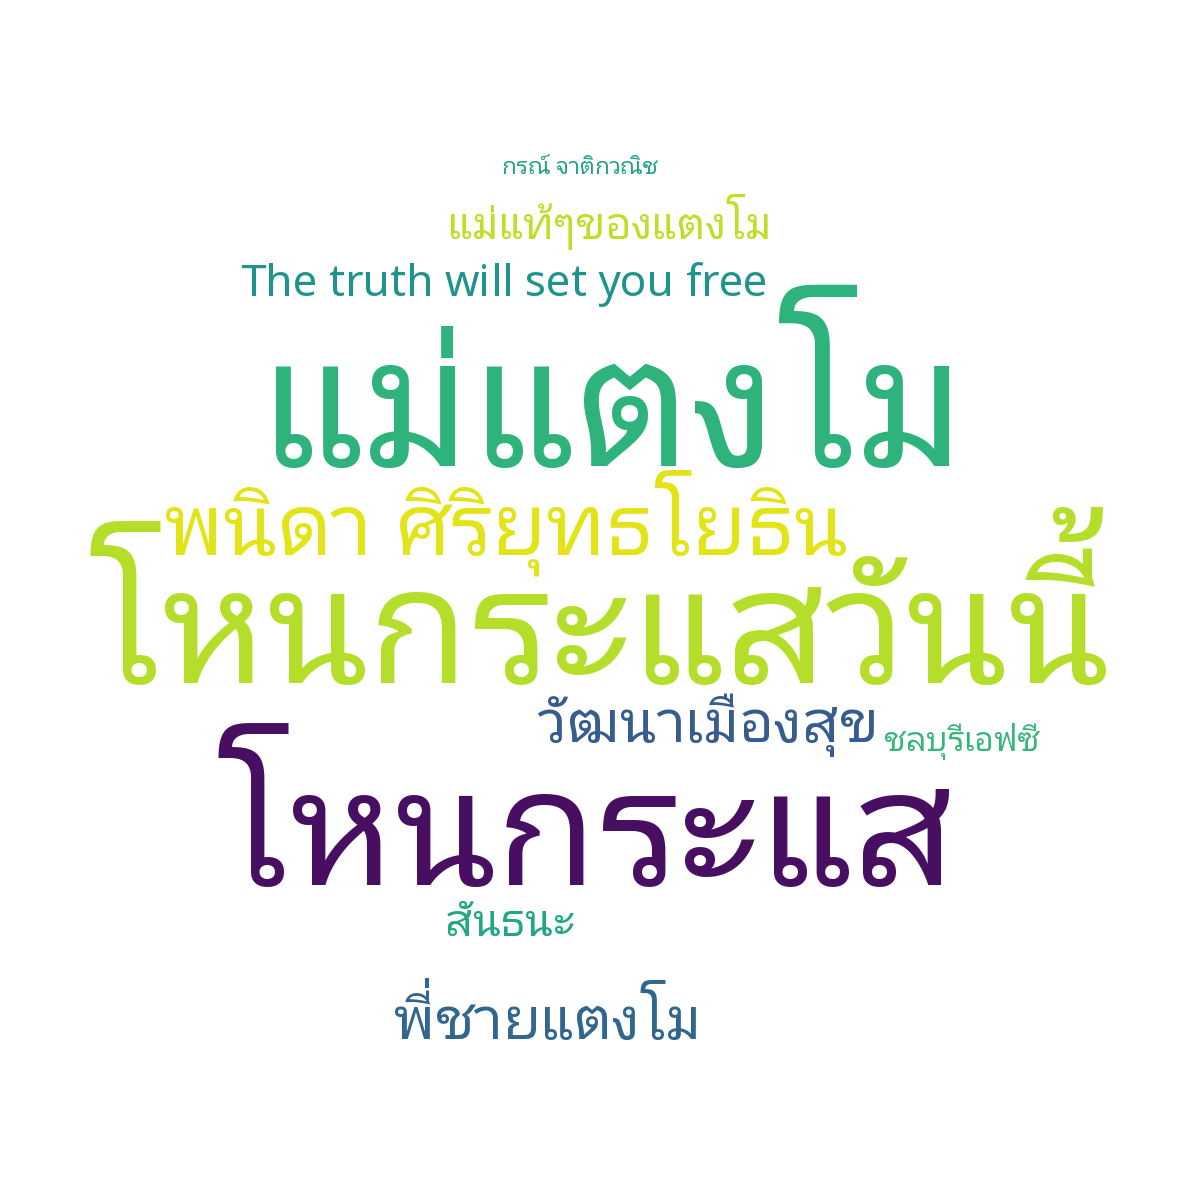 กรณ์ จาติกวณิช
แม่แท้ๆของแตงโม
The truth will set you free
แม่แตงโม
พนิดา ศิริยุทธโยธิน
โหนกระแสวันนี้
วัฒนาเมืองสุข
ชลบุรีเอฟซี
โหนกระแส
สันธนะ
พี่ชายแตงโม